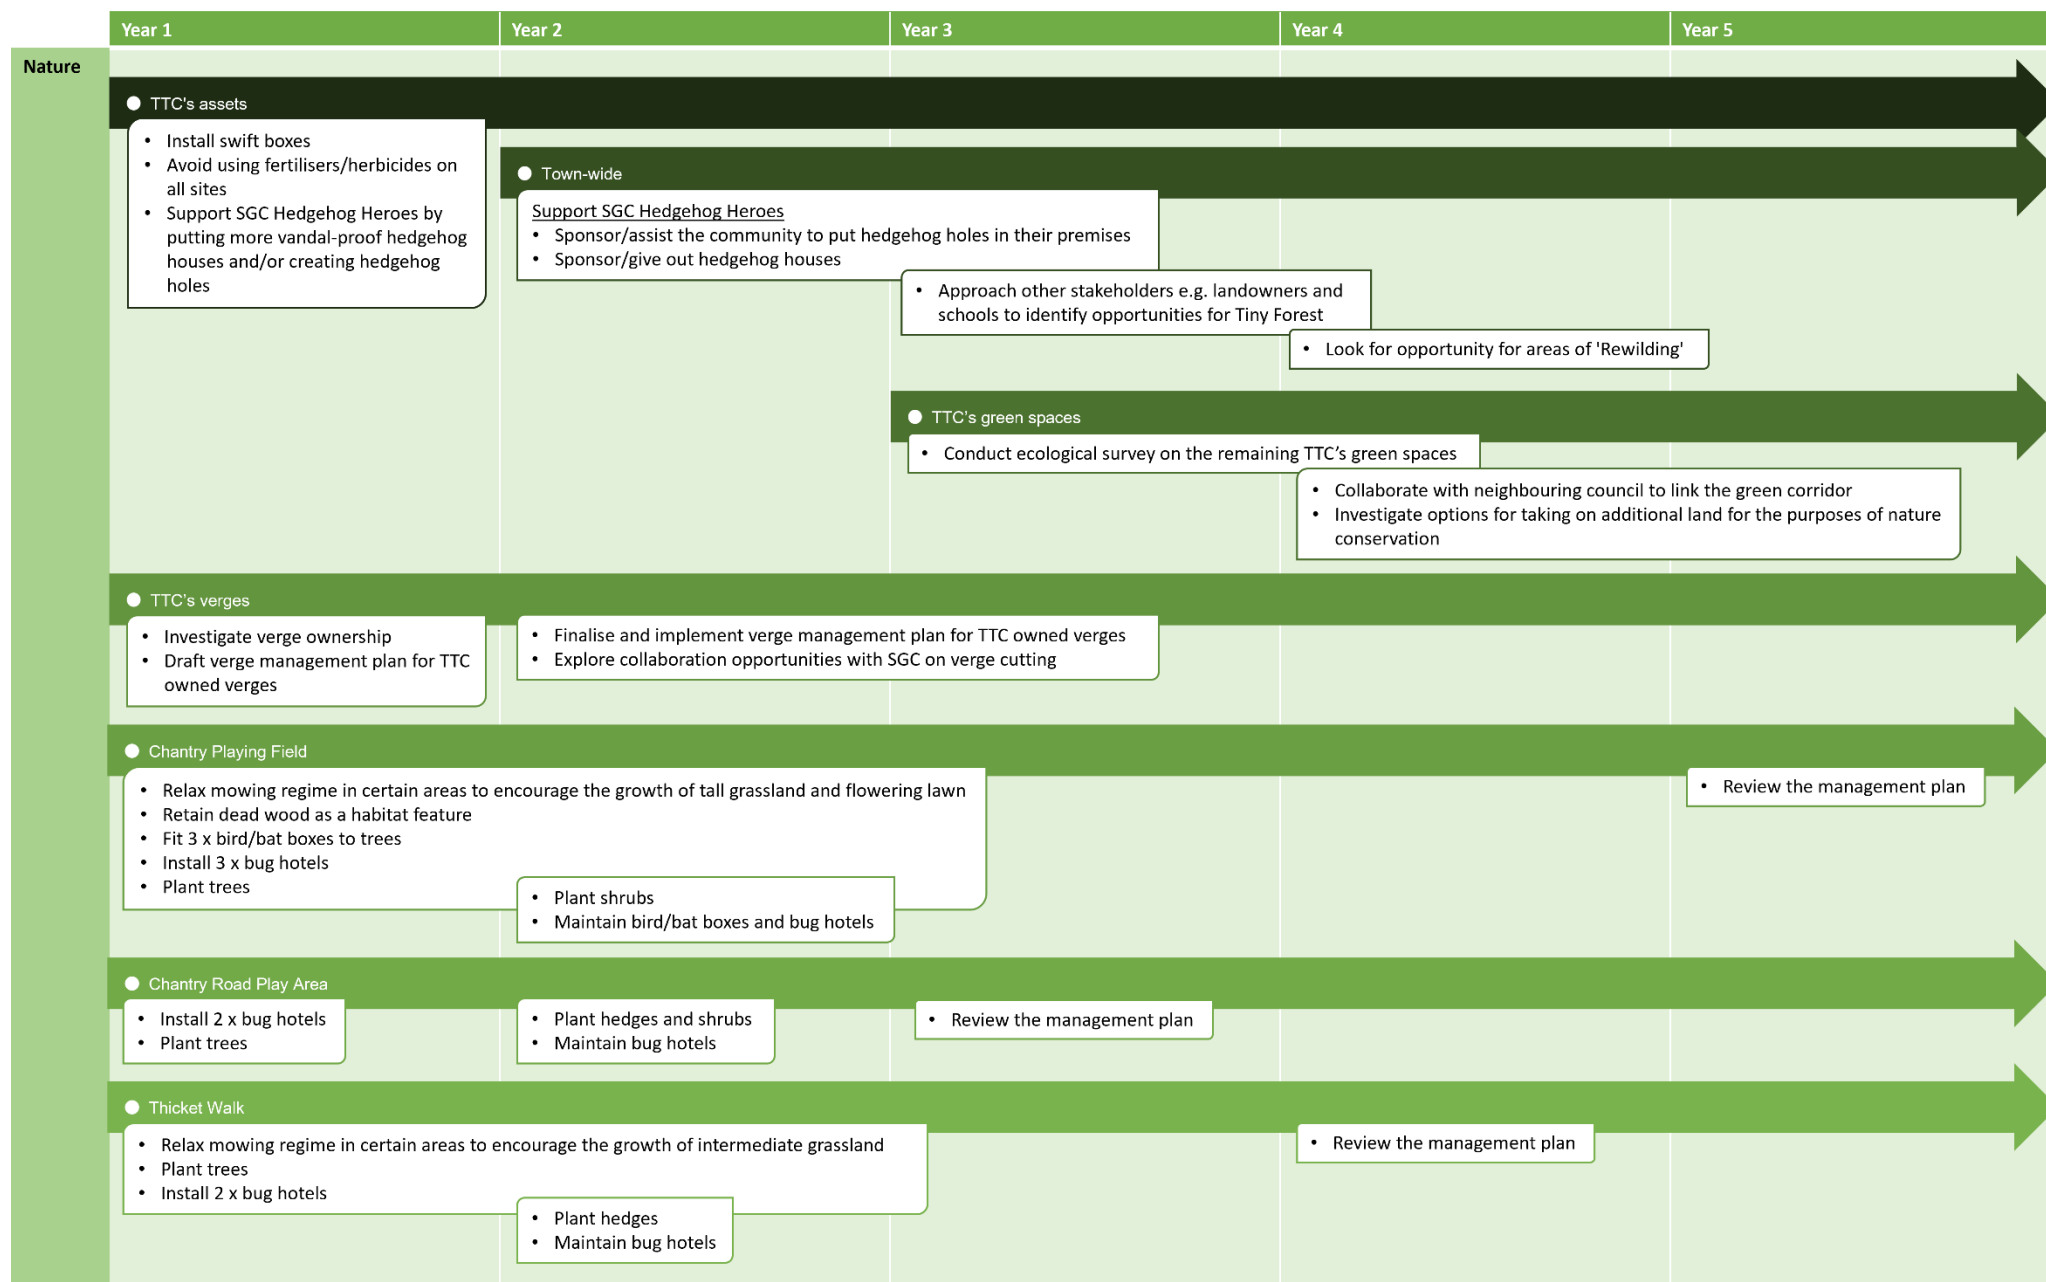 Year 1
Year 2
Year 3
Year 4
Year 5
Nature
TTC's assets
• Install swift boxes
• Avoid using fertilisers/herbicides on
all sites
• Support SGC Hedgehog Heroes by
putting more vandal-proof hedgehog
houses and/or creating hedgehog
holes
Town-wide
Support SGC Hedgehog Heroes
• Sponsor/assist the community to put hedgehog holes in their premises
• Sponsor/give out hedgehog houses
• Approach other stakeholders e.g. landowners and
schools to identify opportunities for Tiny Forest
• Look for opportunity for areas of 'Rewilding'
TTC's green spaces
• Conduct ecological survey on the remaining TTC’s green spaces
• Collaborate with neighbouring council to link the green corridor
• Investigate options for taking on additional land for the purposes of nature
conservation
TTC’s verges
• Investigate verge ownership
• Draft verge management plan for TTC
owned verges
• Finalise and implement verge management plan for TTC owned verges
• Explore collaboration opportunities with SGC on verge cutting
Chantry Playing Field
• Relax mowing regime in certain areas to encourage the growth of tall grassland and flowering lawn
• Retain dead wood as a habitat feature
• Fit 3 x bird/bat boxes to trees
• Install 3 x bug hotels
• Plant trees
• Plant shrubs
• Maintain bird/bat boxes and bug hotels
• Review the management plan
Chantry Road Play Area
• Install 2 x bug hotels
• Plant trees
• Plant hedges and shrubs
• Maintain bug hotels
• Review the management plan
Thicket Walk
• Relax mowing regime in certain areas to encourage the growth of intermediate grassland
• Plant trees
• Install 2 x bug hotels
• Plant hedges
• Maintain bug hotels
• Review the management plan